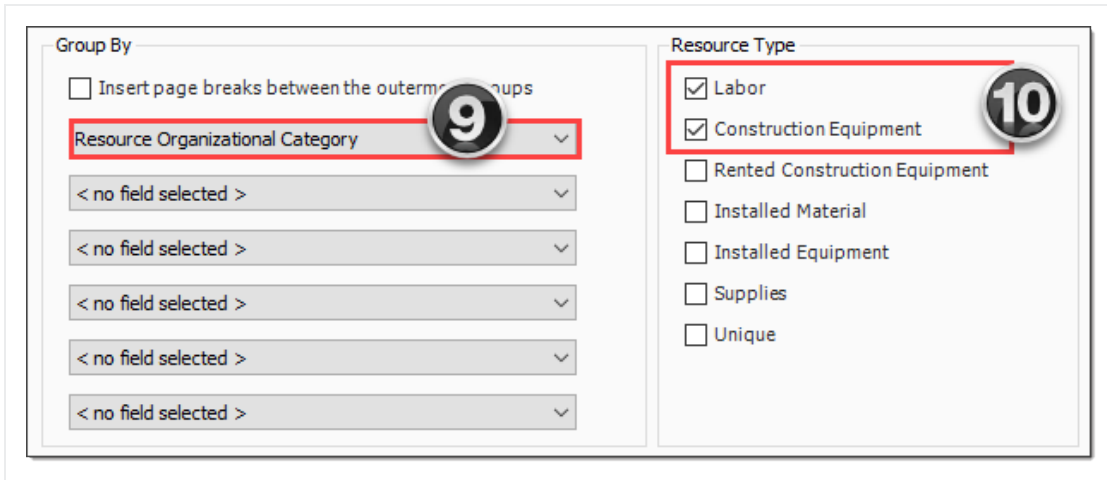 Group By
Insert page breaks between the outerm ups
9
Resource Organizational Category
< no field selected >
< no field selected >
< no field selected >
< no field selected >
< no field selected >
Resource Type
Labor
10
Construction Equipment
Rented Construction Equipment
Installed Material
Installed Equipment
Supplies
Unique